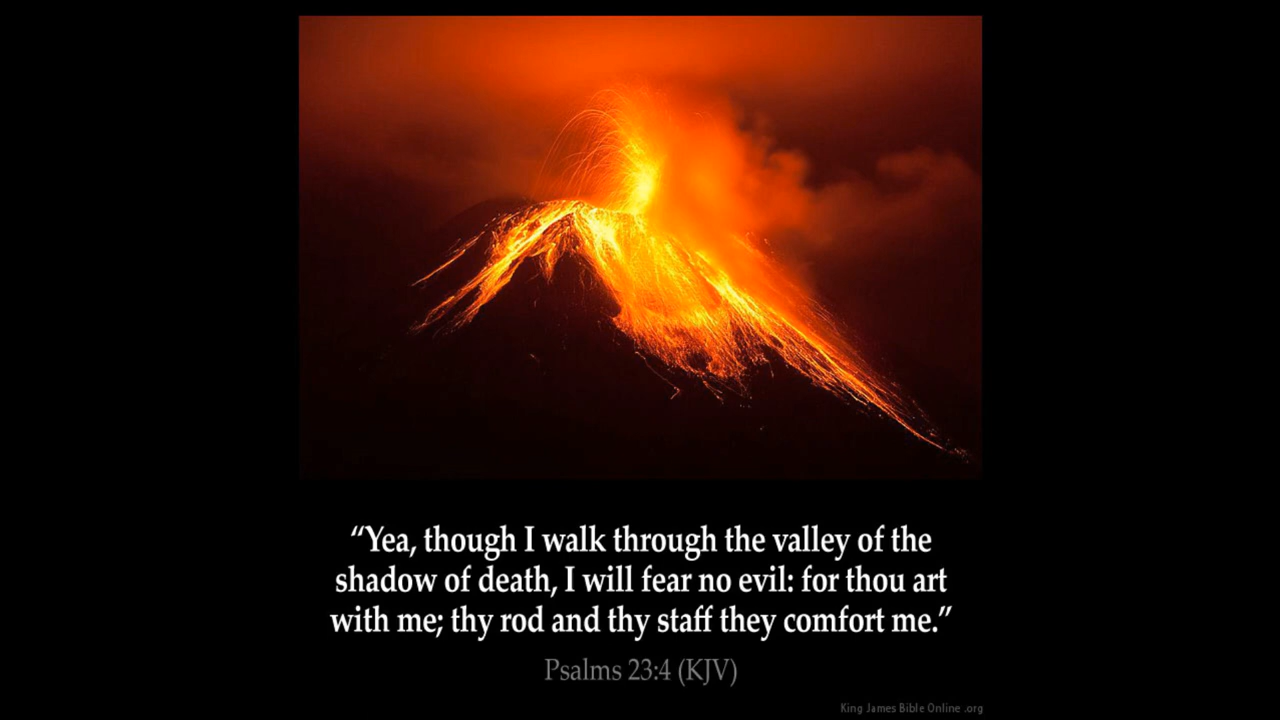 “Yea, though I walk through the valley of the
shadow of death, I will fear no evil: for thou art
with me; thy rod and thy staff they comfort me.”
Psalms 23:4 (KJV)
King James Bible Online .org